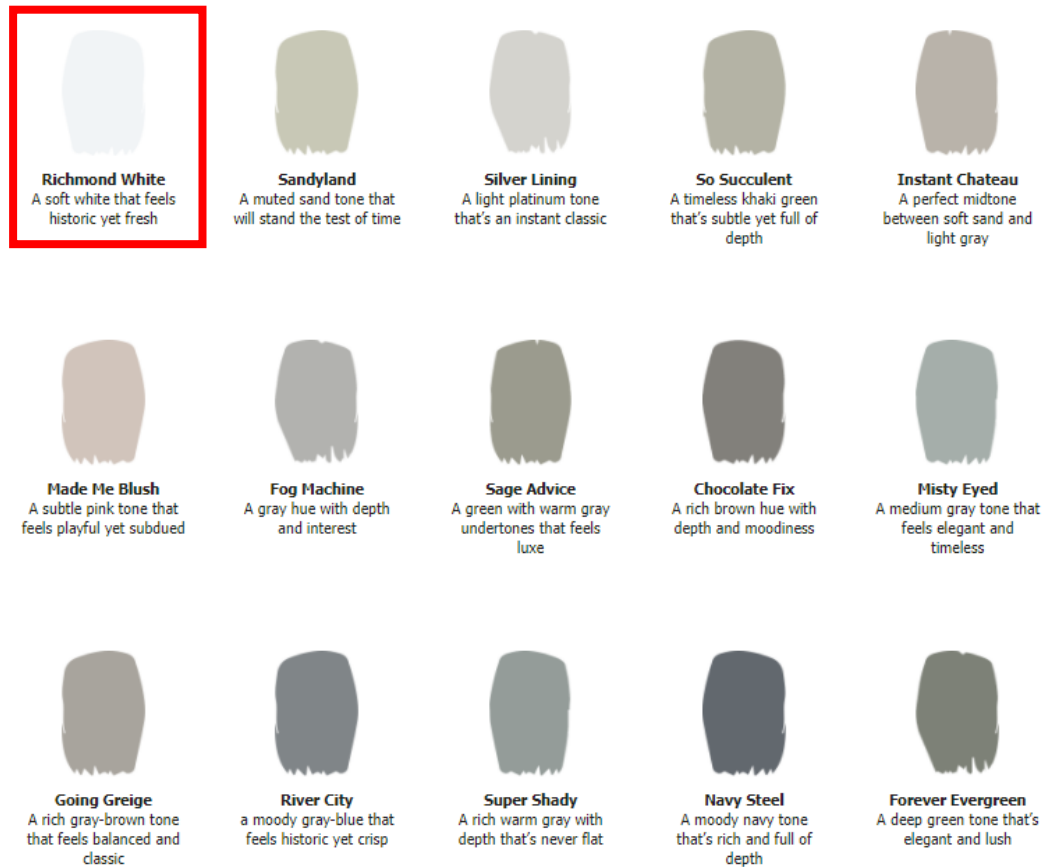 Richmond White
A soft white that feels
historic yet fresh
Sandyland
A muted sand tone that
will stand the test of time
Silver Lining
A light platinum tone
that's an instant classic
So Succulent
A timeless khaki green
that's subtle yet full of
depth
Instant Chateau
A perfect midtone
between soft sand and
light gray
Made Me Blush
A subtle pink tone that
feels playful yet subdued
Fog Machine
A gray hue with depth
and interest
Sage Advice
A green with warm gray
undertones that feels
luxe
Chocolate Fix
A rich brown hue with
depth and moodiness
Misty Eyed
A medium gray tone that
feels elegant and
timeless
Going Greige
A rich gray-brown tone
that feels balanced and
classic
River City
a moody gray-blue that
feels historic yet crisp
Super Shady
A rich warm gray with
depth that's never flat
Navy Steel
A moody navy tone
that's rich and full of
depth
Forever Evergreen
A deep green tone that's
elegant and lush